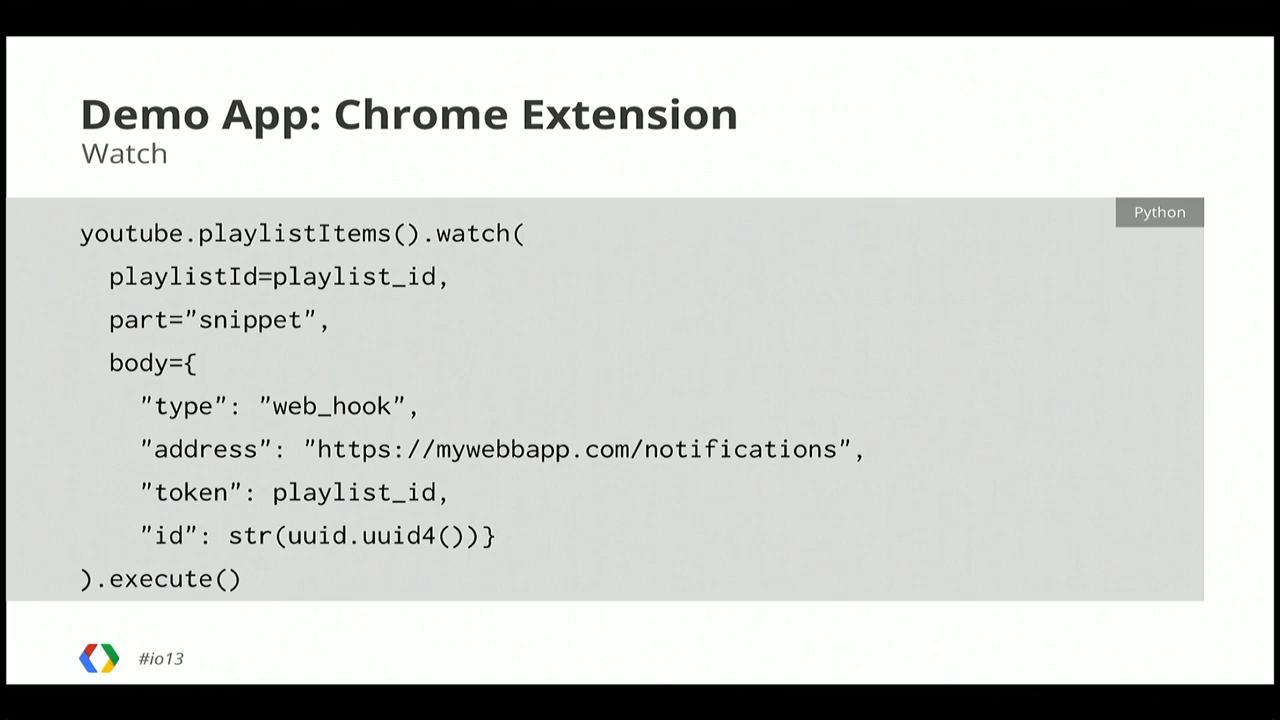 Demo App: Chrome Extension
Watch
Python
youtube.playlistItems().watch(
playlistId=playlist_id,
part="snippet",
body={
"type": "web_hook",
"address": "https://mywebbapp.com/notifications",
"token": playlist_id,
"id": str(uuid.uuid4())}
).execute()
#io13